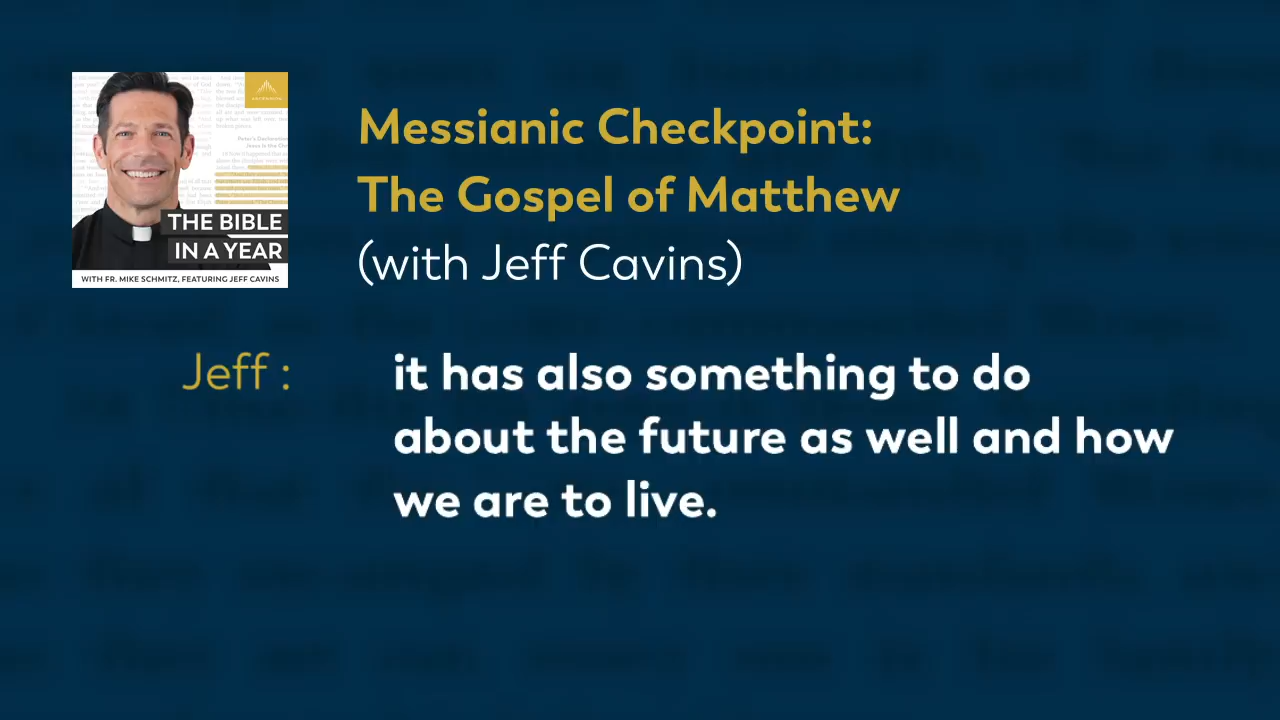 THE BIBLE
IN A YEAR
WITH FR. MIKE SCHMITZ, FEATURING JEFF CAVINS
Messianic Checkpoint:
The Gospel of Matthew
(with Jeff Cavins)
Jeff :
it has also something to do
about the future as well and how
we are to live.